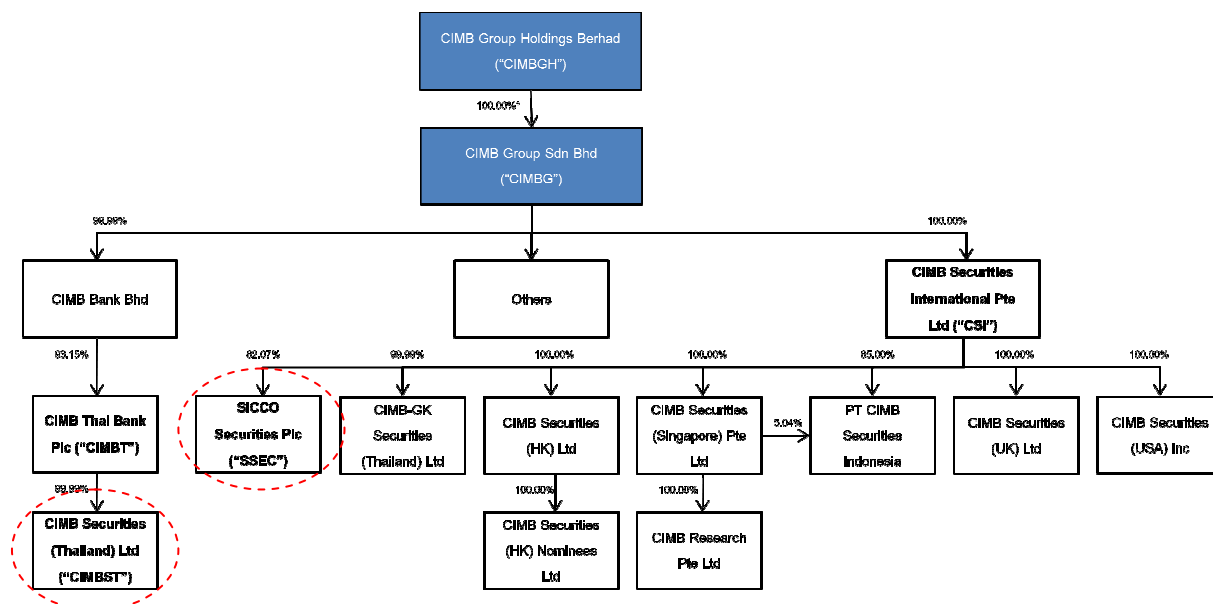 CIMB Group Holdings Berhad
(“CIMBGH”)
100.00%^
CIMB Group Sdn Bhd
(“CIMBG”)
99.99%
100.00%
CIMB Bank Bhd
Others
CIMB Securities
International Pte
Ltd (“CSI”)
93.15%
82.07%
99.99%
100.00%
100.00%
85.00%
100.00%
100.00%
CIMB Thai Bank
Plc (“CIMBT”)
SICCO
Securities Plc
(“SSEC”)
CIMB-GK
Securities
(Thailand) Ltd
CIMB Securities
(HK) Ltd
CIMB Securities
(Singapore) Pte
Ltd
5.04%
PT CIMB
Securities
Indonesia
CIMB Securities
(UK) Ltd
CIMB Securities
(USA) Inc
99.99%
100.00%
100.00%
CIMB Securities
(Thailand) Ltd
(“CIMBST”)
CIMB Securities
(HK) Nominees
Ltd
CIMB Research
Pte Ltd